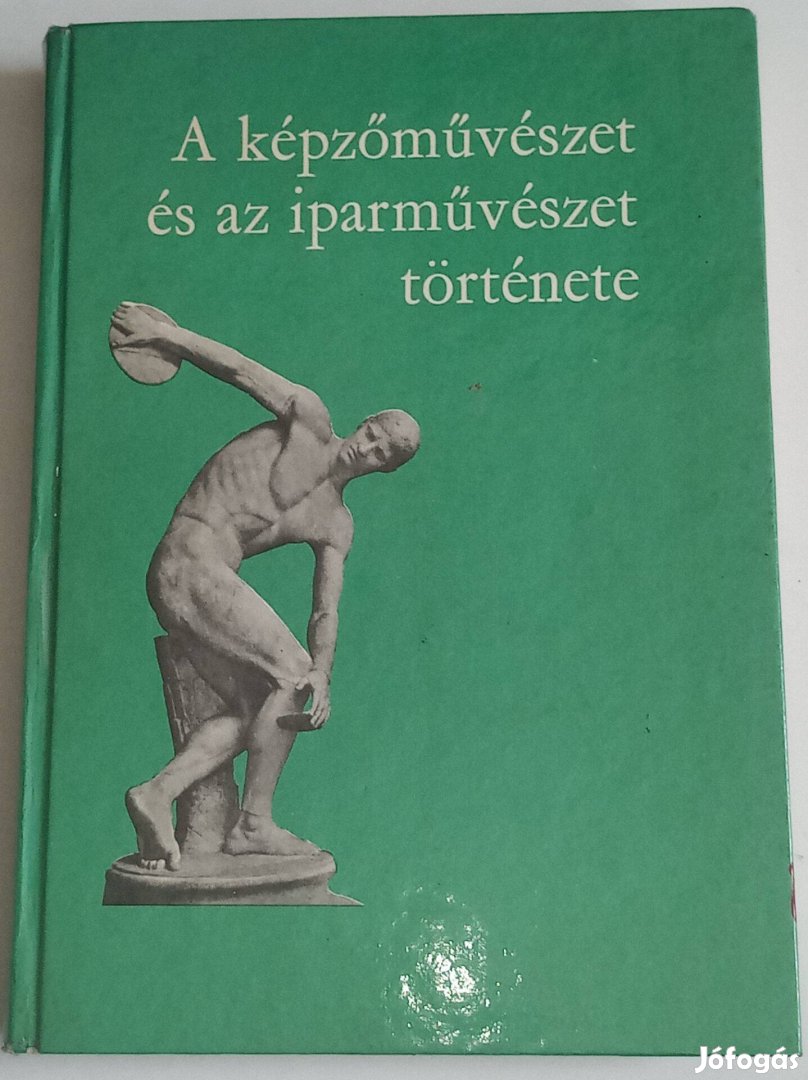 A képzőművészet
és az iparművészet
története
Jófogás